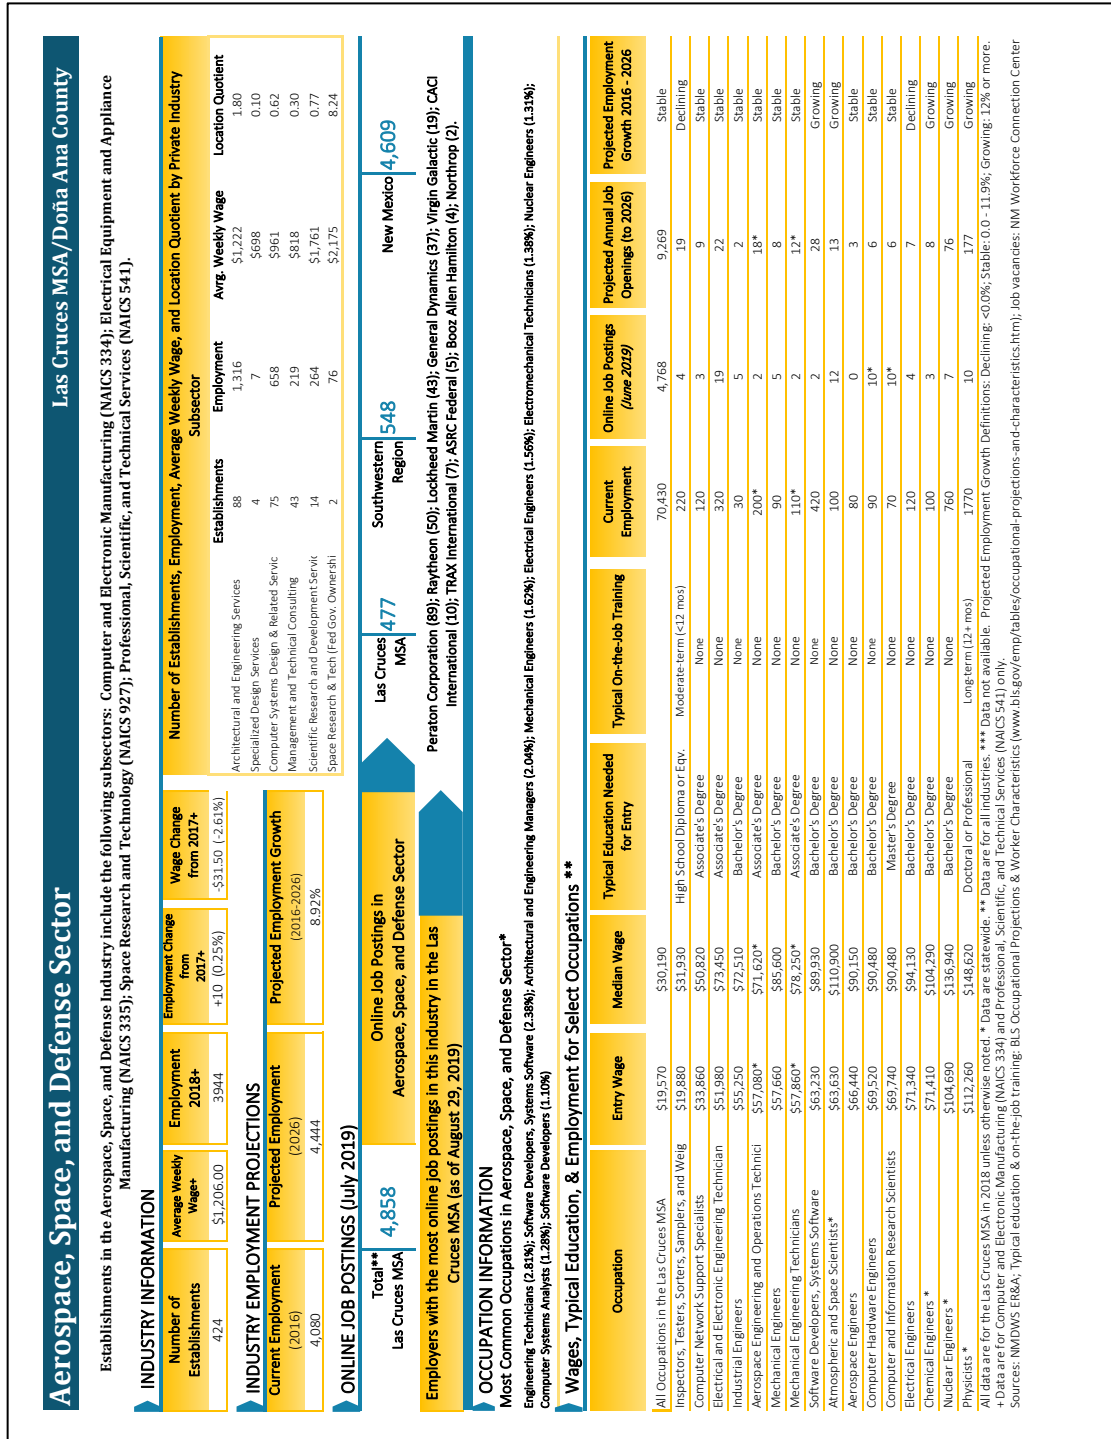 Aerospace, Space, and Defense Sector Las Cruces MSA/Doña Ana County
Establishments in the Aerospace, Space, and Defense Industry include the following subsectors: Computer and Electronic Manufacturing (NAICS 334); Electrical Equipment and Appliance
Manufacturing (NAICS 335); Space Research and Technology (NAICS 927); Professional, Scientific, and Technical Services (NAICS 541).
INDUSTRY INFORMATION
Number of Establishments Average Weekly Wage+ Employment 2018+ Employment Change from 2017+ Wage Change from 2017+
424 $1,206.00 3944 +10 (0.25%) -$31.50 (-2.61%)
INDUSTRY EMPLOYMENT PROJECTIONS
Current Employment Projected Employment Projected Employment Growth
(2016) (2026) (2016-2026)
4,080 4,444 8.92%
Number of Establishments, Employment, Average Weekly Wage, and Location Quotient by Private Industry
Subsector
Establishments Employment Avrg. Weekly Wage Location Quotient
Architectural and Engineering Services 88 1,316 $1,222 1.80
Specialized Design Services 4 7 $698 0.10
Computer Systems Design & Related Servic 75 658 $961 0.62
Management and Technical Consulting 43 219 $818 0.30
Scientific Research and Development Servic 14 264 $1,761 0.77
Space Research & Tech (Fed Gov. Ownershi 2 76 $2,175 8.24
ONLINE JOB POSTINGS (July 2019)
Total** Las Cruces MSA 4,858 Online Job Postings in Aerospace, Space, and Defense Sector Las Cruces MSA 477 Southwestern Region 548 New Mexico 4,609
Employers with the most online job postings in this industry in the Las
Cruces MSA (as of August 29, 2019)
Peraton Corporation (89); Raytheon (50); Lockheed Martin (43); General Dynamics (37); Virgin Galactic (19); CACI
International (10); TRAX International (7); ASRC Federal (5); Booz Allen Hamilton (4); Northrop (2).
OCCUPATION INFORMATION
Most Common Occupations in Aerospace, Space, and Defense Sector*
Engineering Technicians (2.81%); Software Developers, Systems Software (2.38%); Architectural and Engineering Managers (2.04%); Mechanical Engineers (1.62%); Electrical Engineers (1.56%); Electromechanical Technicians (1.38%); Nuclear Engineers (1.31%);
Computer Systems Analysts (1.28%); Software Developers (1.10%)
Wages, Typical Education, & Employment for Select Occupations **
Occupation Entry Wage Median Wage Typical Education Needed for Entry Typical On-the-Job Training Current Employment Online Job Postings (June 2019) Projected Annual Job Openings (to 2026) Projected Employment Growth 2016 - 2026
All Occupations in the Las Cruces MSA $19,570 $30,190 70,430 4,768 9,269 Stable
Inspectors, Testers, Sorters, Samplers, and Weig $19,880 $31,930 High School Diploma or Eqv. Moderate-term (<12 mos) 220 4 19 Declining
Computer Network Support Specialists $33,860 $50,820 Associate's Degree None 120 3 9 Stable
Electrical and Electronic Engineering Technician $51,980 $73,450 Associate's Degree None 320 19 22 Stable
Industrial Engineers $55,250 $72,510 Bachelor's Degree None 30 5 2 Stable
Aerospace Engineering and Operations Technici $57,080* $71,620* Associate's Degree None 200* 2 18* Stable
Mechanical Engineers $57,660 $85,600 Bachelor's Degree None 90 5 8 Stable
Mechanical Engineering Technicians $57,860* $78,250* Associate's Degree None 110* 2 12* Stable
Software Developers, Systems Software $63,230 $89,930 Bachelor's Degree None 420 2 28 Growing
Atmospheric and Space Scientists* $63,630 $110,900 Bachelor's Degree None 100 12 13 Growing
Aerospace Engineers $66,440 $90,150 Bachelor's Degree None 80 0 3 Stable
Computer Hardware Engineers $69,520 $90,480 Bachelor's Degree None 90 10* 6 Stable
Computer and Information Research Scientists $69,740 $90,480 Master's Degree None 70 10* 6 Stable
Electrical Engineers $71,340 $94,130 Bachelor's Degree None 120 4 7 Declining
Chemical Engineers * $71,410 $104,290 Bachelor's Degree None 100 3 8 Growing
Nuclear Engineers * $104,690 $136,940 Bachelor's Degree None 760 7 76 Growing
Physicists * $112,260 $148,620 Doctoral or Professional Long-term (12+ mos) 1770 10 177 Growing
All data are for the Las Cruces MSA in 2018 unless otherwise noted. * Data are statewide. ** Data are for all industries. *** Data not available. Projected Employment Growth Definitions: Declining: <0.0%; Stable: 0.0 - 11.9%; Growing: 12% or more.
+ Data are for Computer and Electronic Manufacturing (NAICS 334) and Professional, Scientific, and Technical Services (NAICS 541) only.
Sources: NMDWS ER&A; Typical education & on-the-job training: BLS Occupational Projections & Worker Characteristics (www.bls.gov/emp/tables/occupational-projections-and-characteristics.htm); Job vacancies: NM Workforce Connection Center